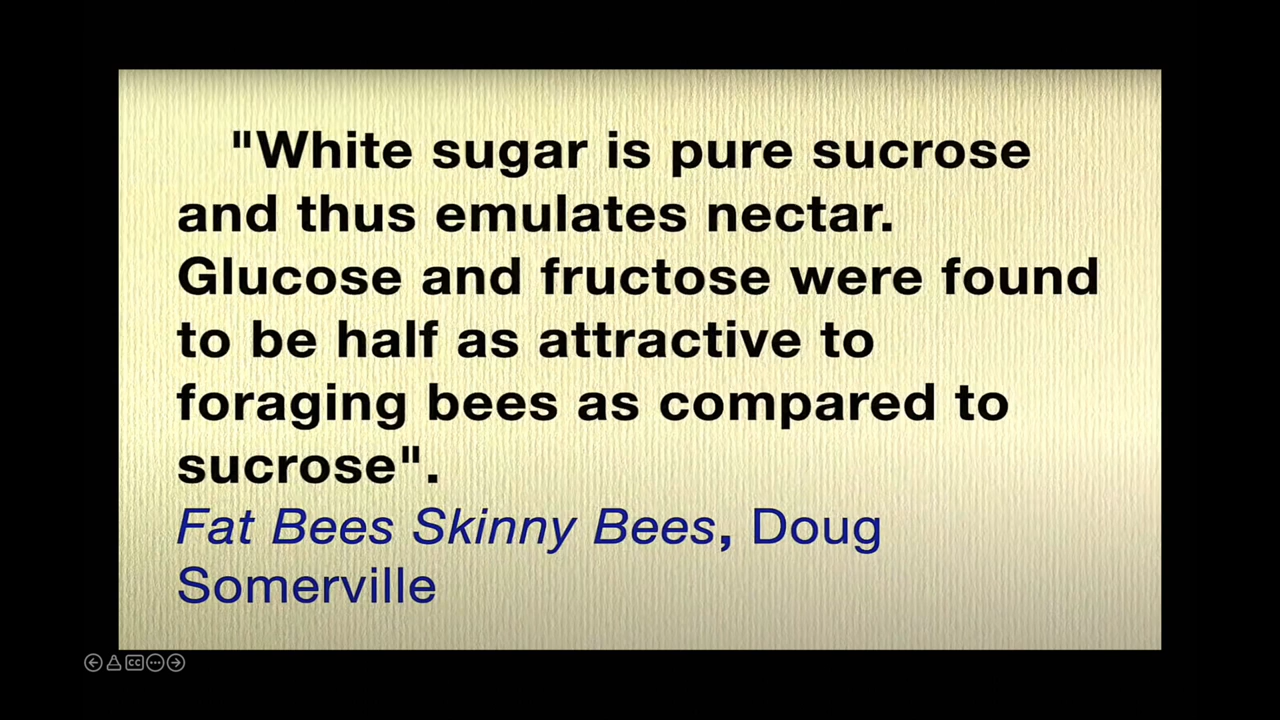 "White sugar is pure sucrose
and thus emulates nectar.
Glucose and fructose were found
to be half as attractive to
foraging bees as compared to
sucrose".
Fat Bees Skinny Bees, Doug
Somerville
CC